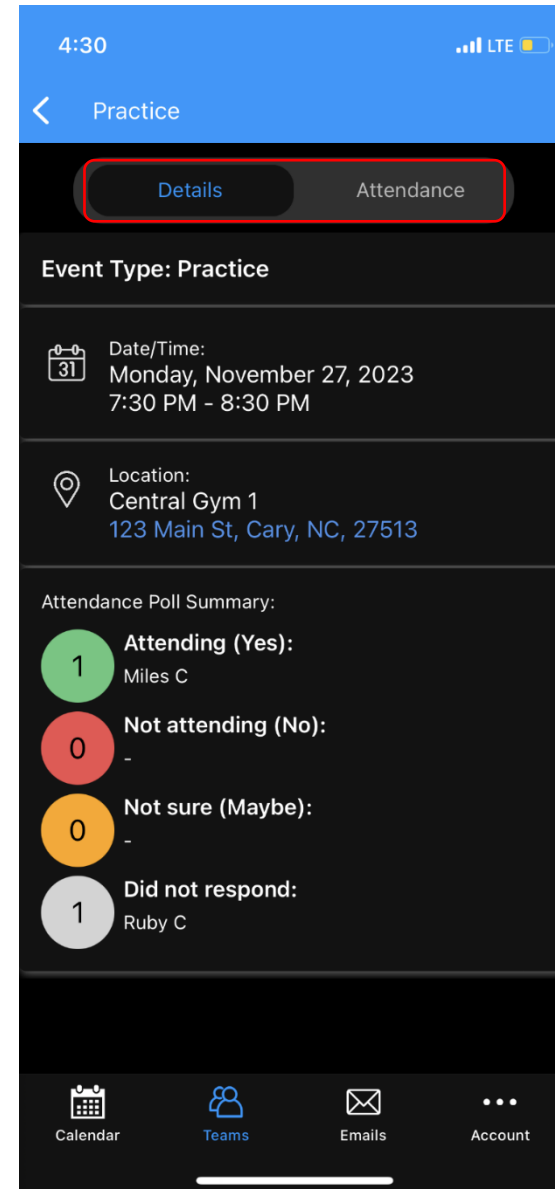 4:30 LTE
Practice
Details Attendance
Event Type: Practice
Date/Time:
31 Monday, November 27, 2023
7:30 PM - 8:30 PM
Location:
Central Gym 1
123 Main St, Cary, NC, 27513
Attendance Poll Summary:
Attending (Yes):
1
Miles C
Not attending (No):
0
-
Not sure (Maybe):
0
-
Did not respond:
1
Ruby C
Calendar Teams Emails Account